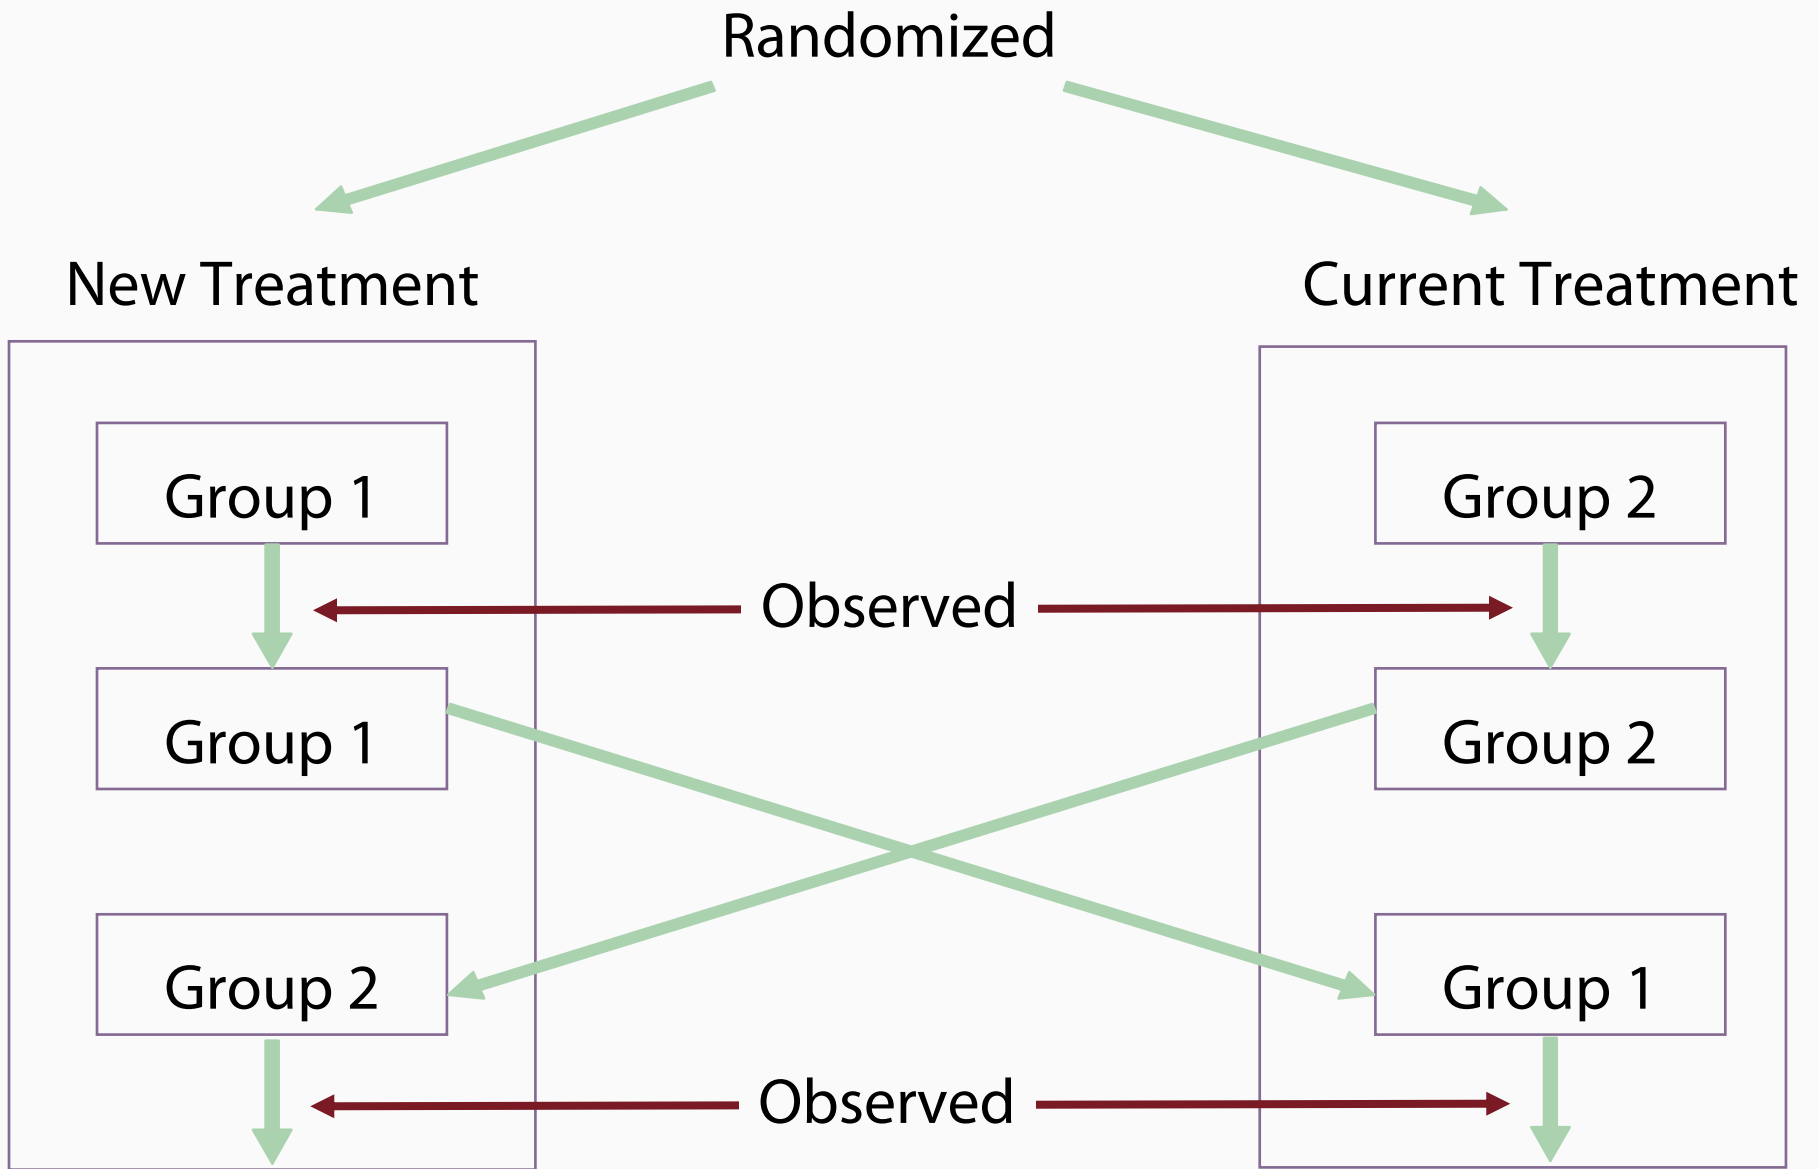 Randomized
New Treatment
Current Treatment
Group 1
Group 2
Observed
Group 1
Group 2
Group 2
Group 1
Observed